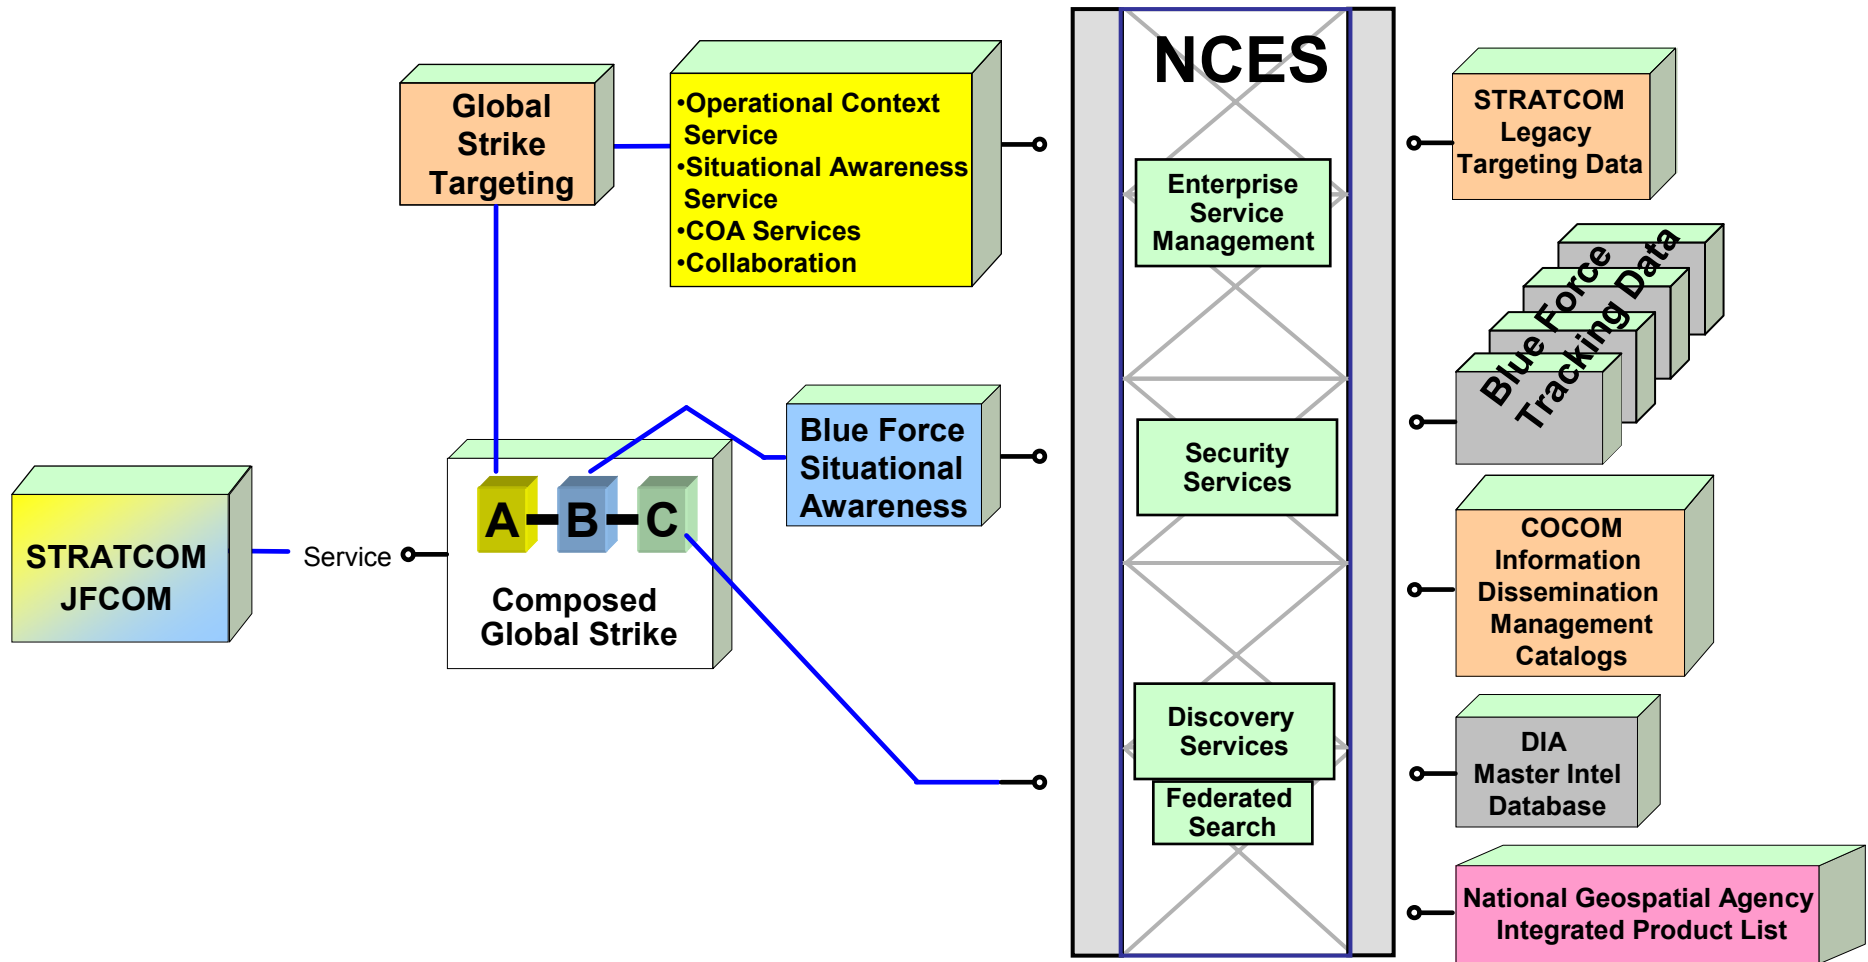 NCES
Global
Strike
Targeting
•Operational Context
Service
•Situational Awareness
Service
•COA Services
•Collaboration
STRATCOM
JFCOM
Service
A B C
Composed
Global Strike
Blue Force
Situational
Awareness
Enterprise
Service
Management
Security
Services
Discovery
Services
Federated
Search
STRATCOM
Legacy
Targeting Data
Blue Force
Tracking Data
COCOM
Information
Dissemination
Management
Catalogs
DIA
Master Intel
Database
National Geospatial Agency
Integrated Product List